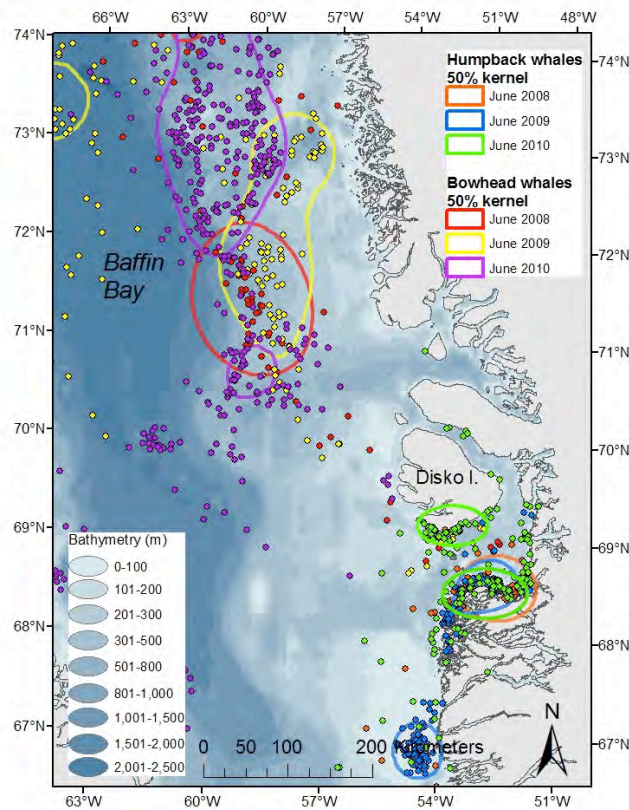 66°W 63°W 60°W 57°W 54°W 51°W 48°W
74°N 74°N
Humpback whales
50% kernel
June 2008
June 2009
June 2010
73°N 73°N
Bowhead whales
50% kernel
June 2008
June 2009
June 2010
72°N 72°N
Baffin
Bay
71°N 71°N
70°N 70°N
Disko I.
69°N 69°N
Bathymetry (m)
0-100
101-200
201-300
301-500
501-800
801-1,000
1,001-1,500
1,501-2,000
2,001-2,500
68°N 68°N
67°N 67°N
N
0 50 100 200 Kilometers
63°W 60°W 57°W 54°W 51°W